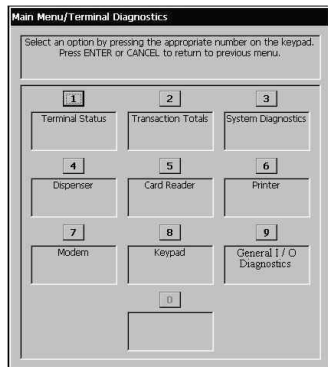 Main Menu/Terminal Diagnostics
Select an option by pressing the appropriate number on the keypad.
Press ENTER or CANCEL to return to previous menu.
1 2 3
Terminal Status Transaction Totals System Diagnostics
4 5 6
Dispenser Card Reader Printer
7 8 9
Modem Keypad General I / O
Diagnostics
0